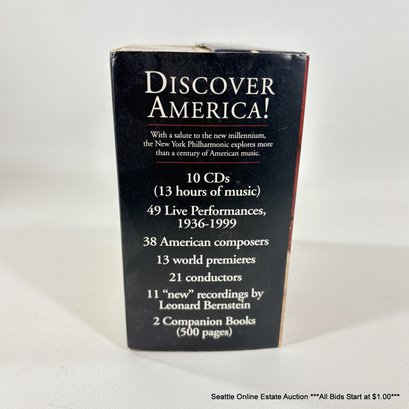 DISCOVER
AMERICA!
With a salute to the new millennium,
the New York Philharmonic explores more
than a century of American music.
10 CDs
(13 hours of music)
49 Live Performances,
1936-1999
38 American composers
13 world premieres
21 conductors
11 “new” recordings by
Leonard Bernstein
2 Companion Books
(500 pages)
Seattle Online Estate Auction ***All Bids Start at $1.00***